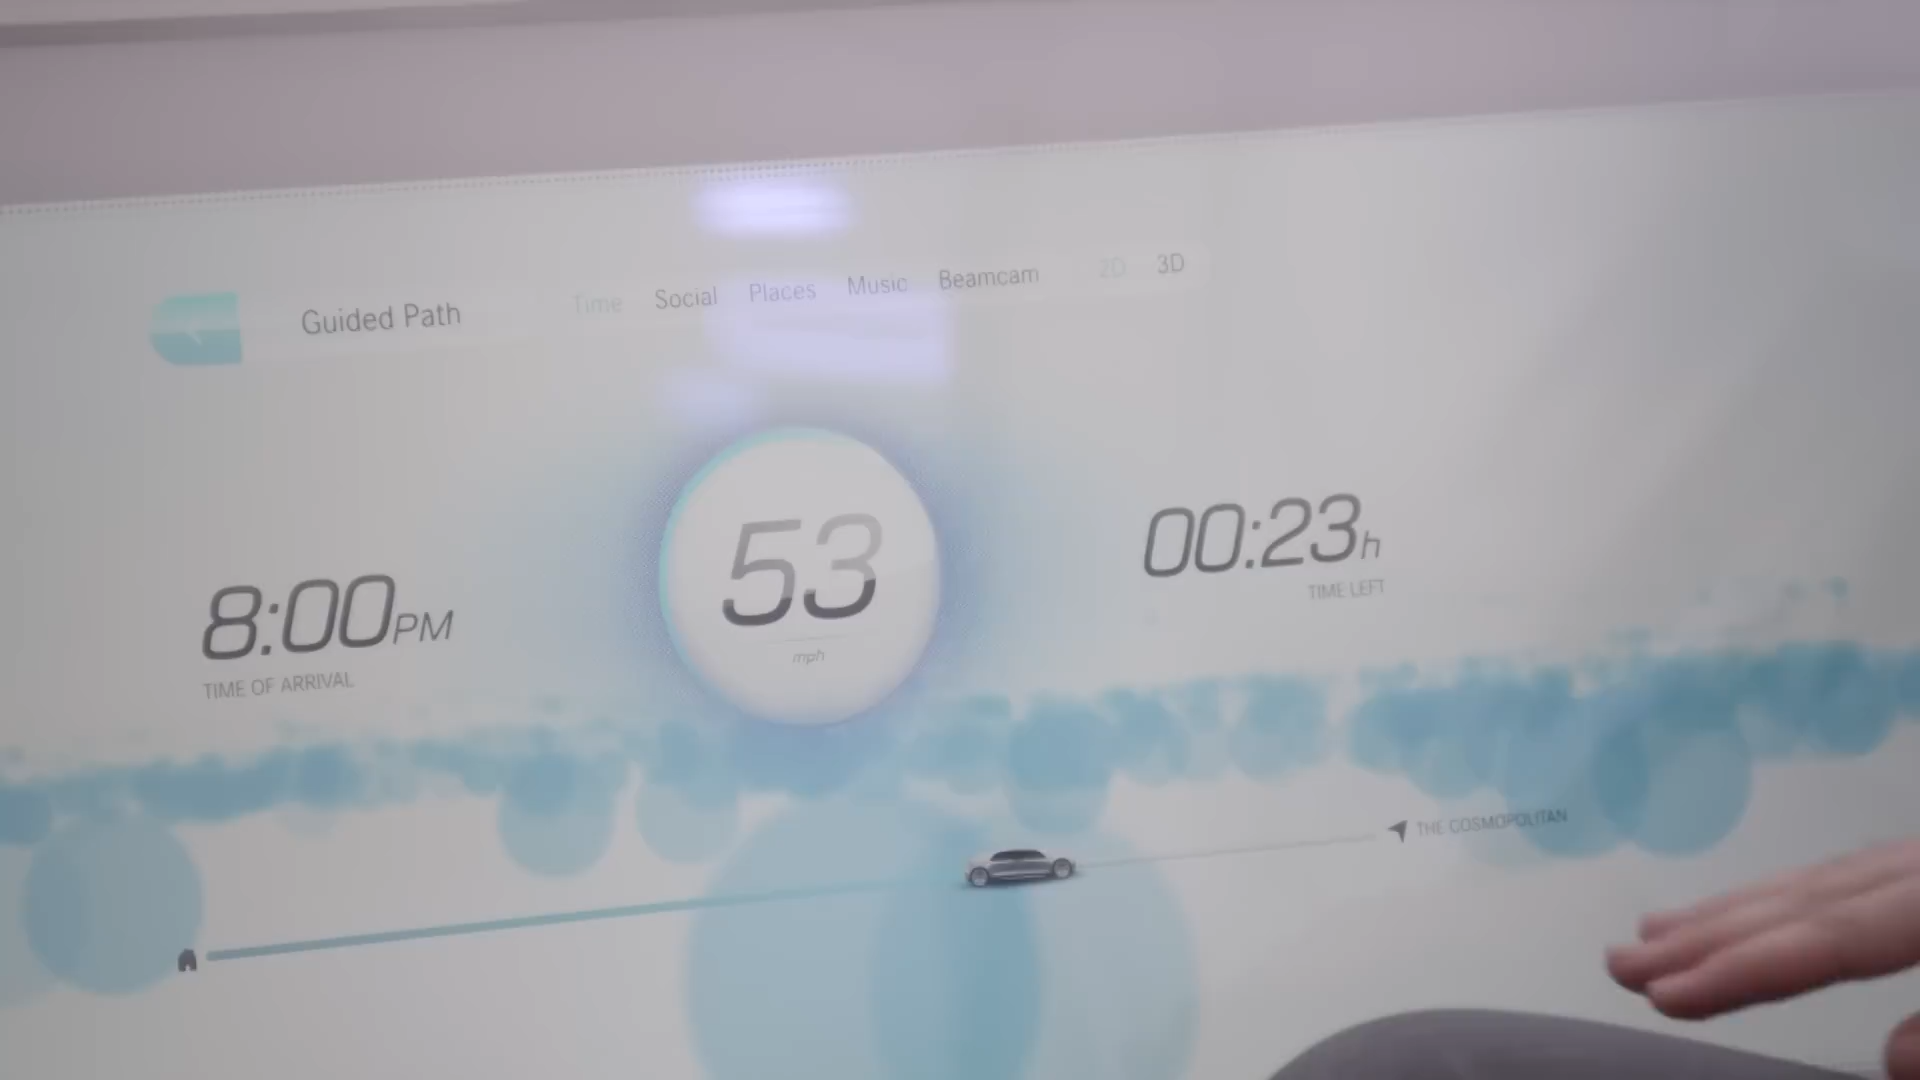 Guided Path
Time Social Places Music Beamcam 2D 3D
8:00PM
TIME OF ARRIVAL
53
mph
00:23h
TIME LEFT
THE COSMOPOLITAN